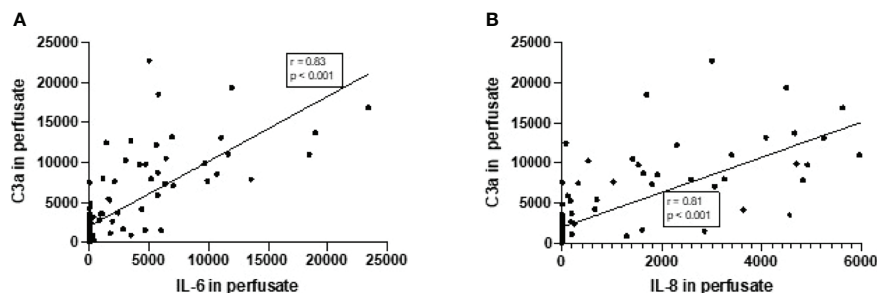 A
25000
20000
15000
10000
5000
0
C3a in perfusate
r = 0.83
p < 0.001
0 5000 10000 15000 20000 25000
IL-6 in perfusate
B
25000
20000
15000
10000
5000
0
C3a in perfusate
r = 0.81
p < 0.001
0 2000 4000 6000
IL-8 in perfusate